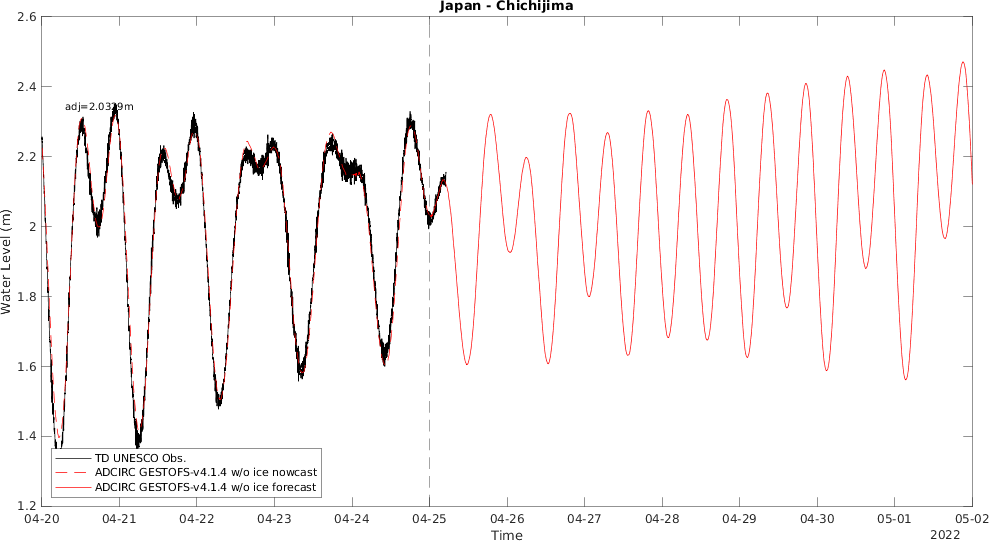 Japan - Chichijima
2.6
2.4
adj=2.0329m
2.2
2
1.8
1.6
1.4
1.2
Water Level (m)
TD UNESCO Obs.
ADCIRC GESTOFS-v4.1.4 w/o ice nowcast
ADCIRC GESTOFS-v4.1.4 w/o ice forecast
04-20 04-21 04-22 04-23 04-24 04-25 04-26 04-27 04-28 04-29 04-30 05-01 05-02
Time
2022